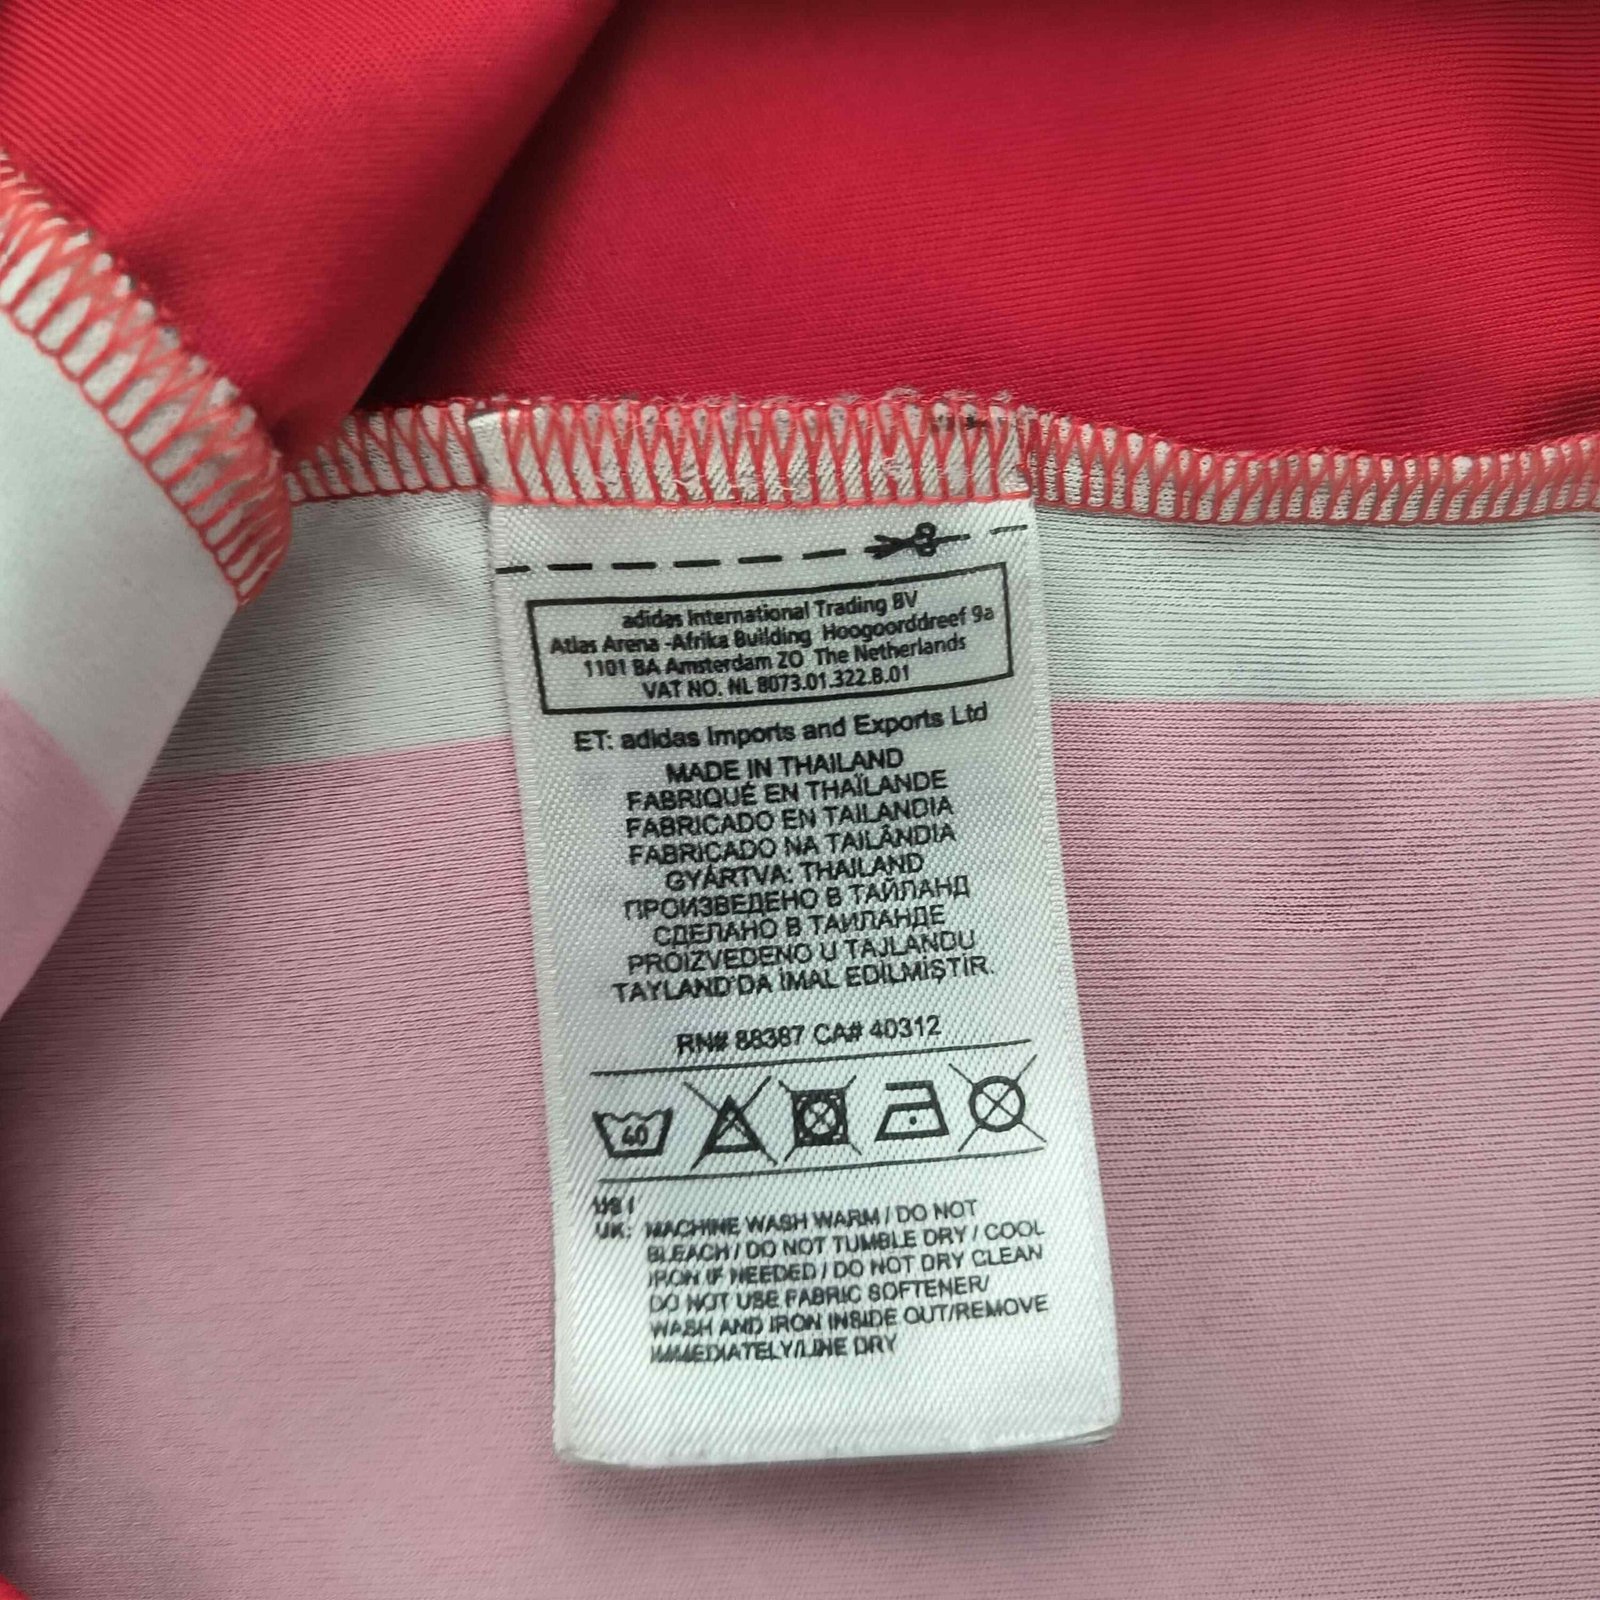 adidas International Trading BV
Atlas Arena -Afrika Building Hoogoorddreef 9a
1101 BA Amsterdam ZO The Netherlands
VAT NO. NL 8073.01.322.B.01
ET: adidas Imports and Exports Ltd
MADE IN THAILAND
FABRIQUÉ EN THAÏLANDE
FABRICADO EN TAILANDIA
FABRICADO NA TAILÂNDIA
GYÁRTVA: THAILAND
ПРОИЗВЕДЕНО В ТАЙЛАНД
СДЕЛАНО В ТАИЛАНДЕ
PROIZVEDENO U TAJLANDU
TAYLAND'DA İMAL EDİLMİŞTİR.
RN# 88387 CA# 40312
40
US /
UK: MACHINE WASH WARM / DO NOT
BLEACH / DO NOT TUMBLE DRY / COOL
IRON IF NEEDED / DO NOT DRY CLEAN
DO NOT USE FABRIC SOFTENER/
WASH AND IRON INSIDE OUT/REMOVE
IMMEDIATELY/LINE DRY